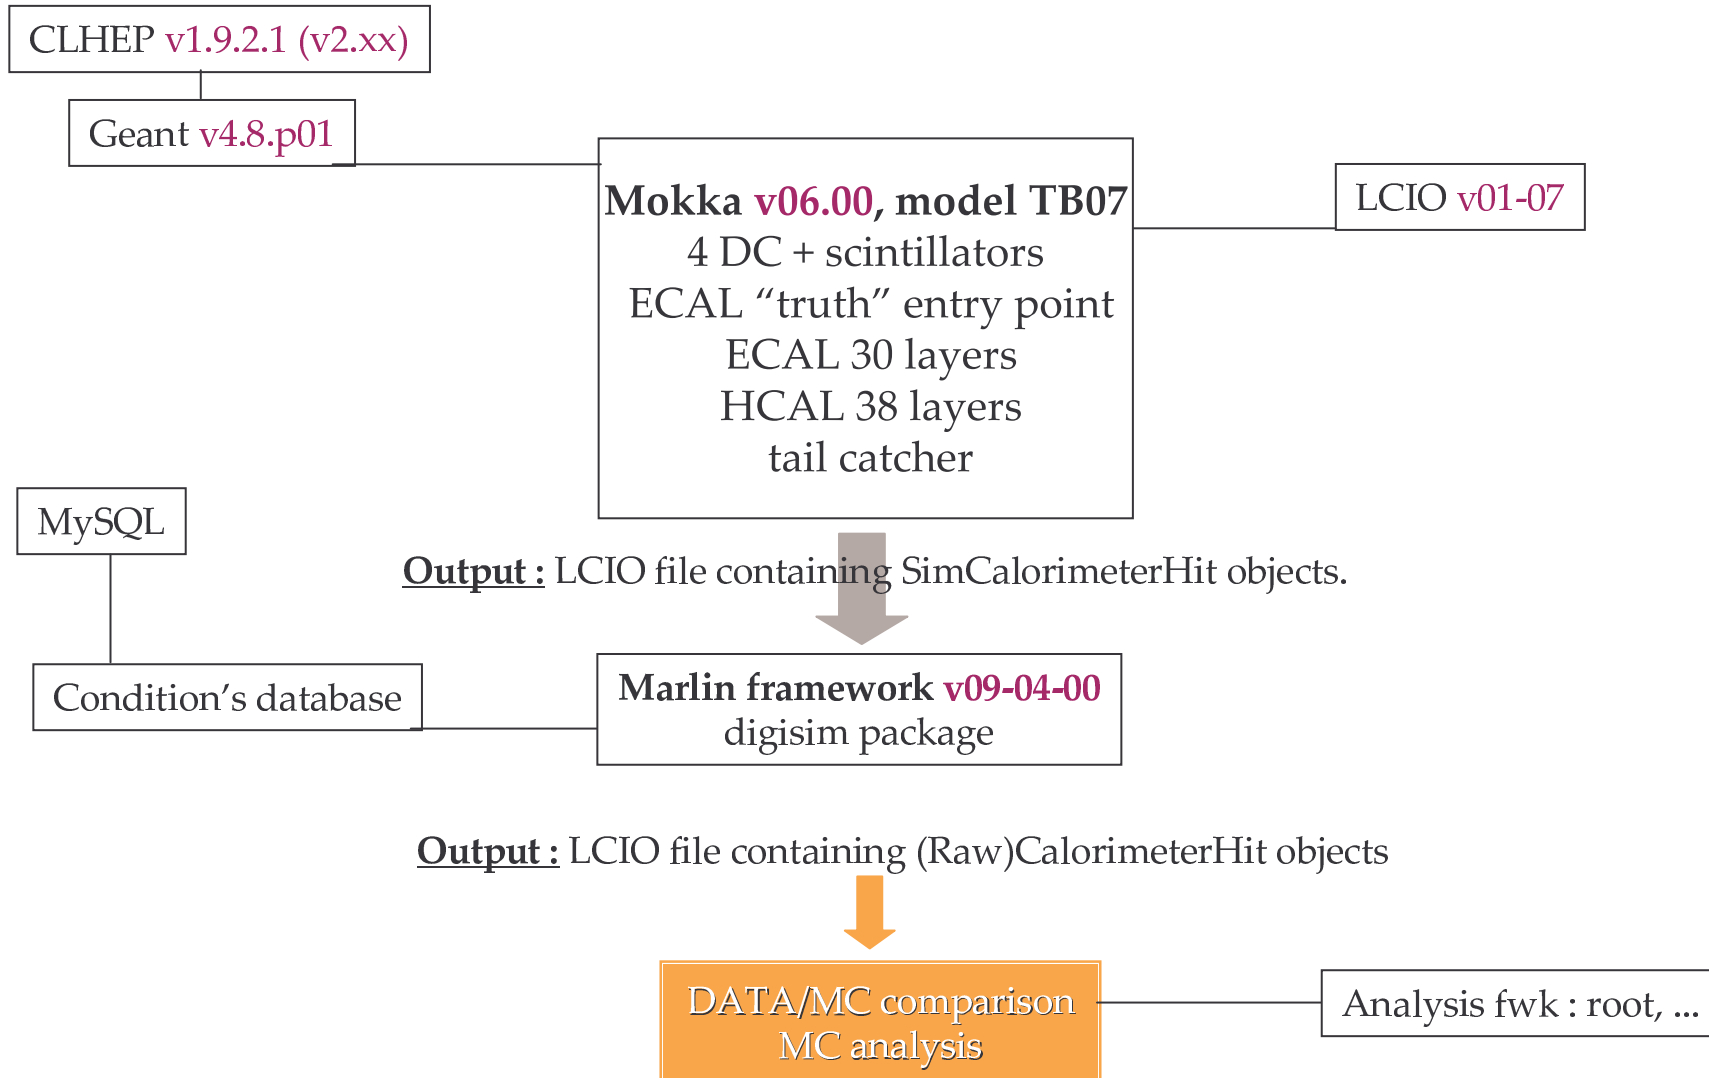 CLHEP v1.9.2.1 (v2.xx)
Geant v4.8.p01
Mokka v06.00, model TB07
4 DC + scintillators
ECAL “truth” entry point
ECAL 30 layers
HCAL 38 layers
tail catcher
LCIO v01-07
MySQL
Output : LCIO file containing SimCalorimeterHit objects.
Condition’s database
Marlin framework v09-04-00
digisim package
Output : LCIO file containing (Raw)CalorimeterHit objects
DATA/MC comparison
MC analysis
Analysis fwk : root, ...